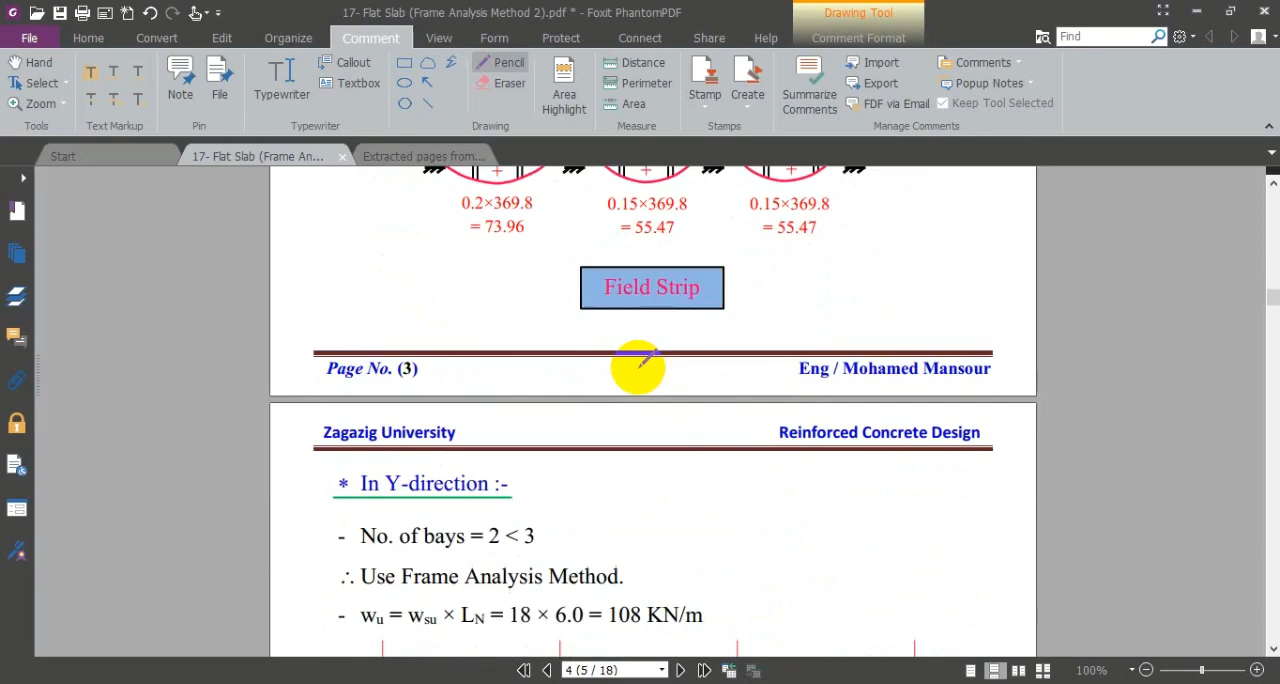 17- Flat Slab (Frame Analysis Method 2).pdf * - Foxit PhantomPDF
Drawing Tool
File Home Convert Edit Organize Comment View Form Protect Connect Share Help Comment Format
Find
Hand
Select
Zoom
Tools
Text Markup
Note
File
Pin
Typewriter
Callout
Textbox
Typewriter
Pencil
Eraser
Drawing
Area Highlight
Distance
Perimeter
Area
Measure
Stamp
Create
Stamps
Summarize Comments
Import
Export
FDF via Email
Comments
Popup Notes
Keep Tool Selected
Manage Comments
Start
17- Flat Slab (Frame An...
Extracted pages from...
+ + +
0.2×369.8 0.15×369.8 0.15×369.8
= 73.96 = 55.47 = 55.47
Field Strip
Page No. (3) Eng / Mohamed Mansour
Zagazig University Reinforced Concrete Design
* In Y-direction :-
- No. of bays = 2 < 3
∴ Use Frame Analysis Method.
- wu = wsu × LN = 18 × 6.0 = 108 KN/m
4 (5 / 18)
100%